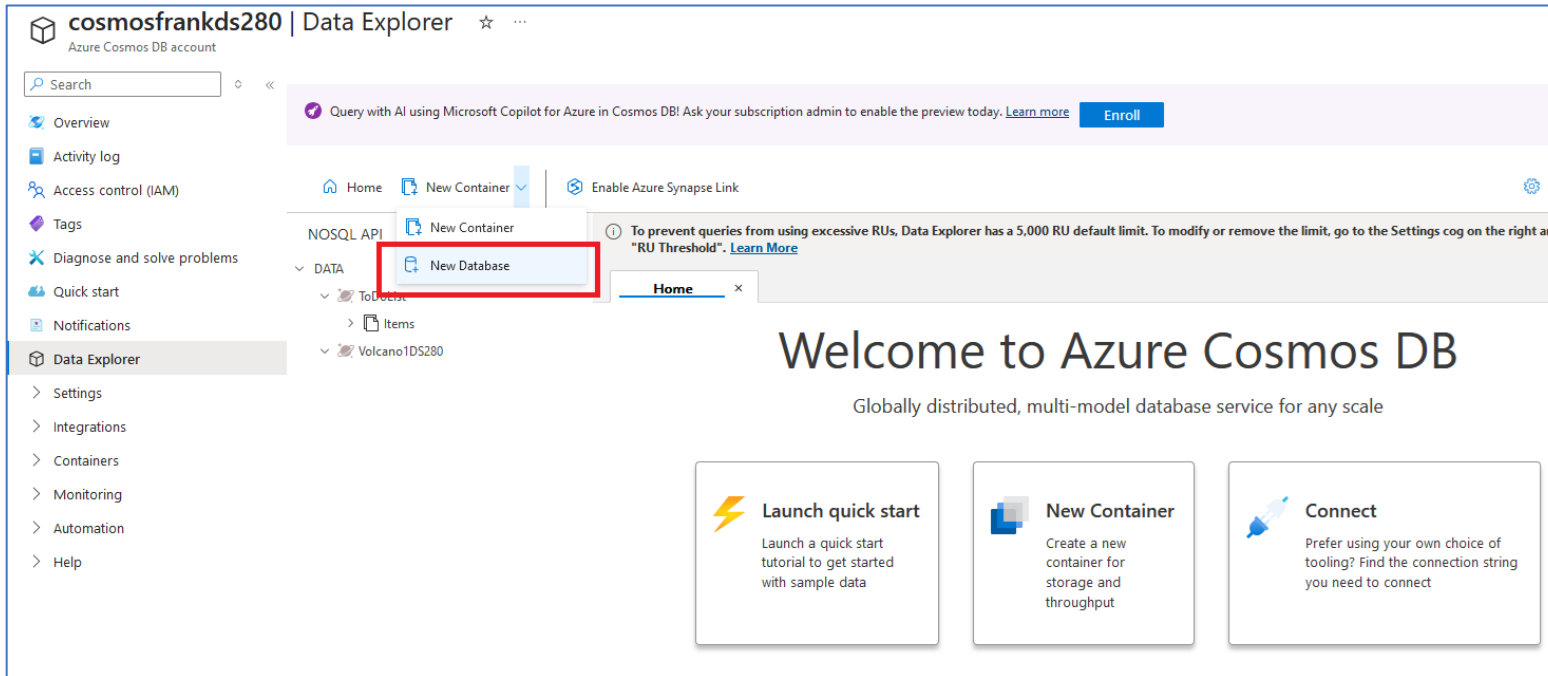 cosmosfrankds280 | Data Explorer ☆ ...
Azure Cosmos DB account
Search
Overview
Activity log
Access control (IAM)
Tags
Diagnose and solve problems
Quick start
Notifications
Data Explorer
Settings
Integrations
Containers
Monitoring
Automation
Help
Query with AI using Microsoft Copilot for Azure in Cosmos DB! Ask your subscription admin to enable the preview today. Learn more
Enroll
Home
New Container
Enable Azure Synapse Link
New Container
New Database
NOSQL API
DATA
ToDoList
Items
Volcano1DS280
To prevent queries from using excessive RUs, Data Explorer has a 5,000 RU default limit. To modify or remove the limit, go to the Settings cog on the right
"RU Threshold". Learn More
Home ×
Welcome to Azure Cosmos DB
Globally distributed, multi-model database service for any scale
Launch quick start
Launch a quick start
tutorial to get started
with sample data
New Container
Create a new
container for
storage and
throughput
Connect
Prefer using your own choice of
tooling? Find the connection string
you need to connect